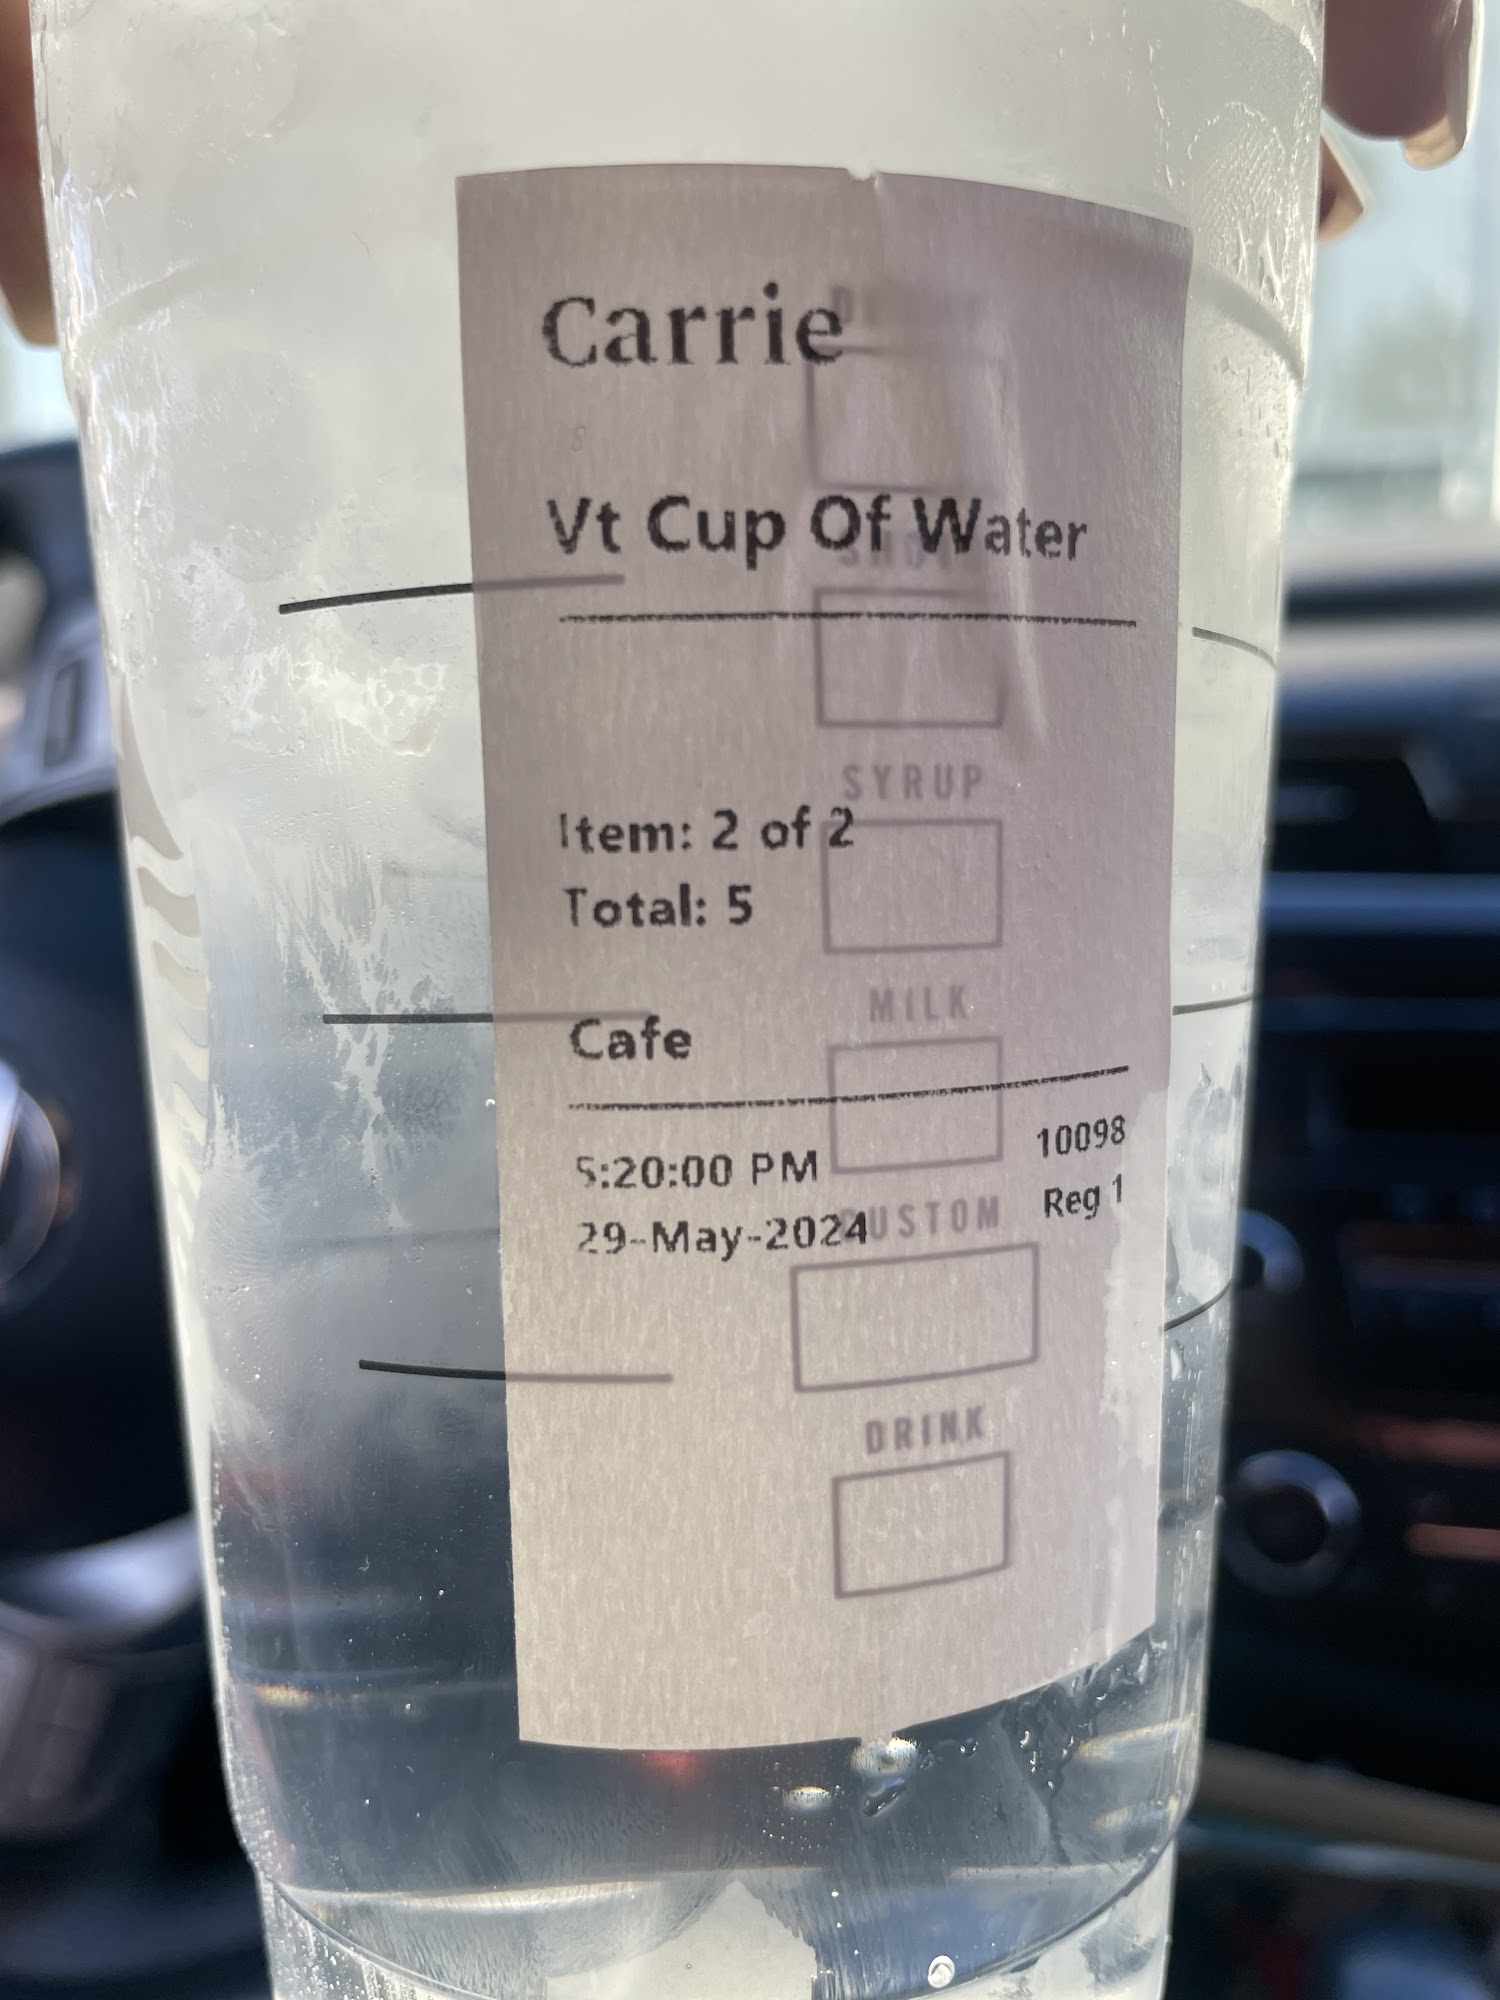 Carrie
Vt Cup Of Water
SYRUP
Item: 2 of 2
Total: 5
MILK
Cafe
5:20:00 PM
10098
29-May-2024
Reg 1
CUSTOM
DRINK